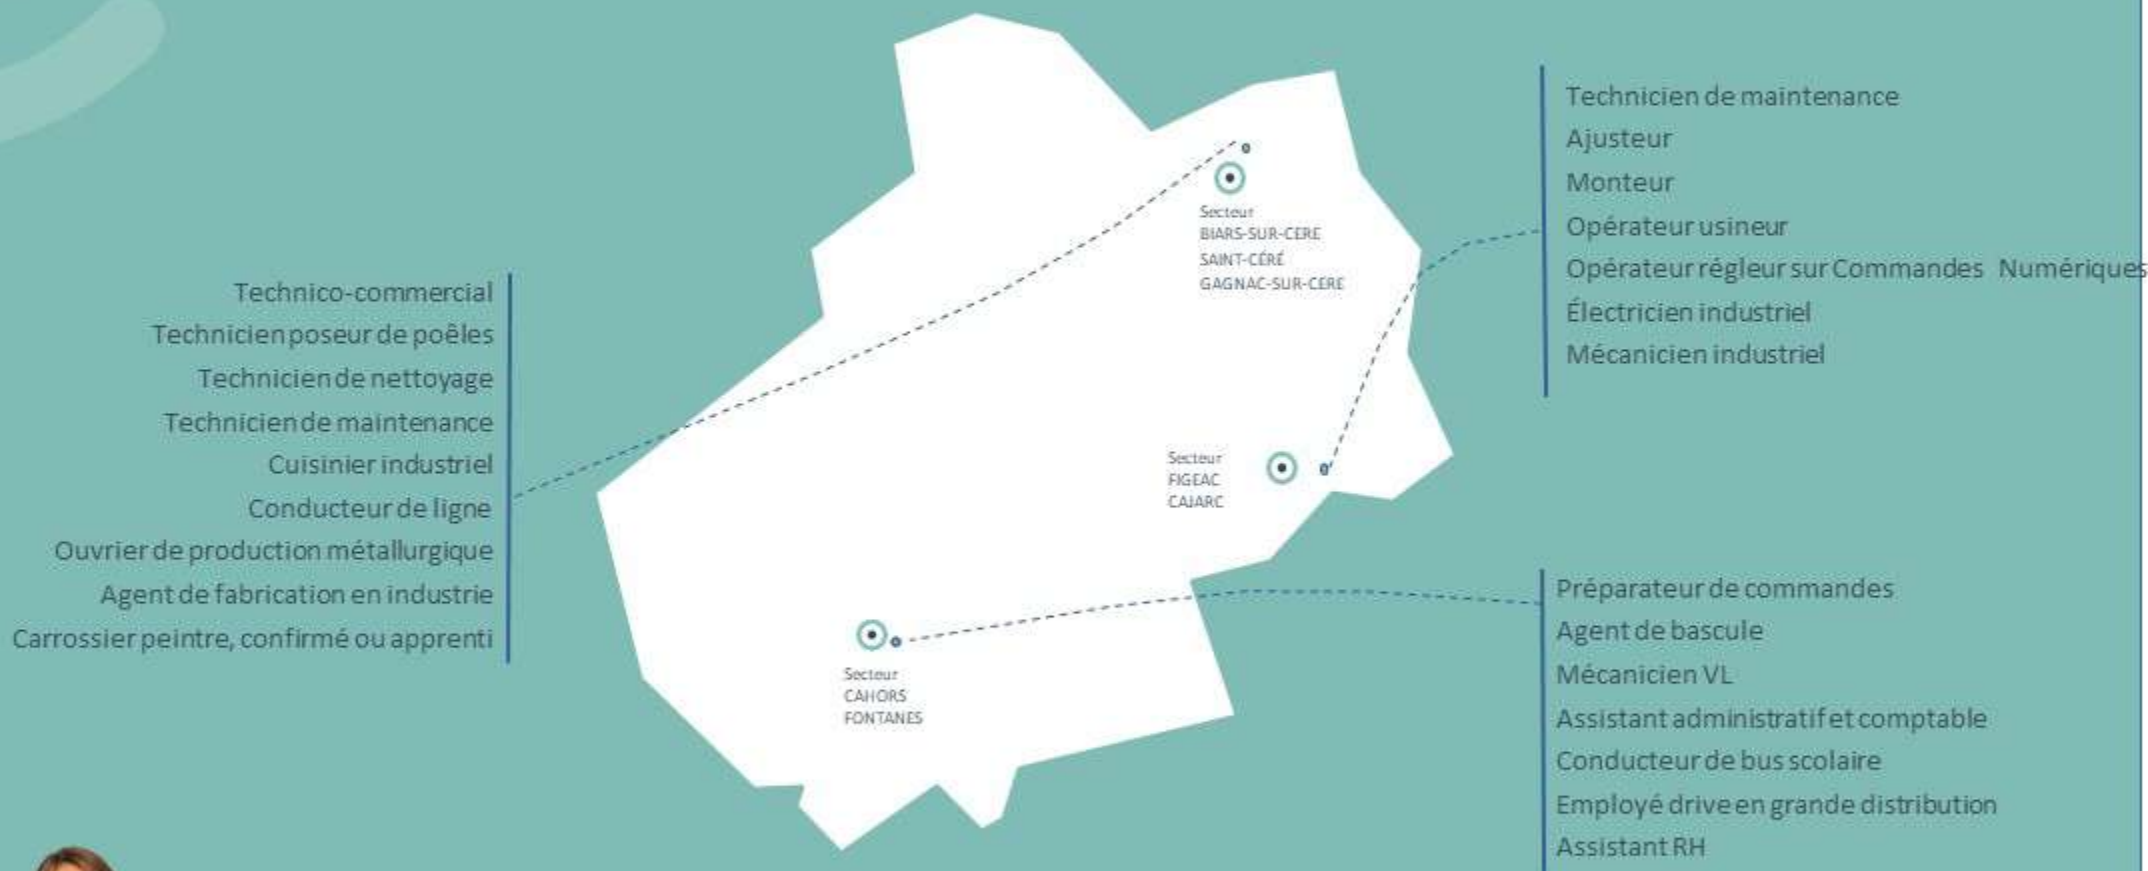 Technico-commercial
Technicien poseur de poêles
Technicien de nettoyage
Technicien de maintenance
Cuisinier industriel
Conducteur de ligne
Ouvrier de production métallurgique
Agent de fabrication en industrie
Carrossier peintre, confirmé ou apprenti
Secteur
BIARS-SUR-CERE
SAINT-CÉRÉ
GAGNAC-SUR-CERE
Secteur
FIGEAC
CAJARC
Secteur
CAHORS
FONTANES
Technicien de maintenance
Ajusteur
Monteur
Opérateur usineur
Opérateur régleur sur Commandes Numériques
Électricien industriel
Mécanicien industriel
Préparateur de commandes
Agent de bascule
Mécanicien VL
Assistant administratif et comptable
Conducteur de bus scolaire
Employé drive en grande distribution
Assistant RH